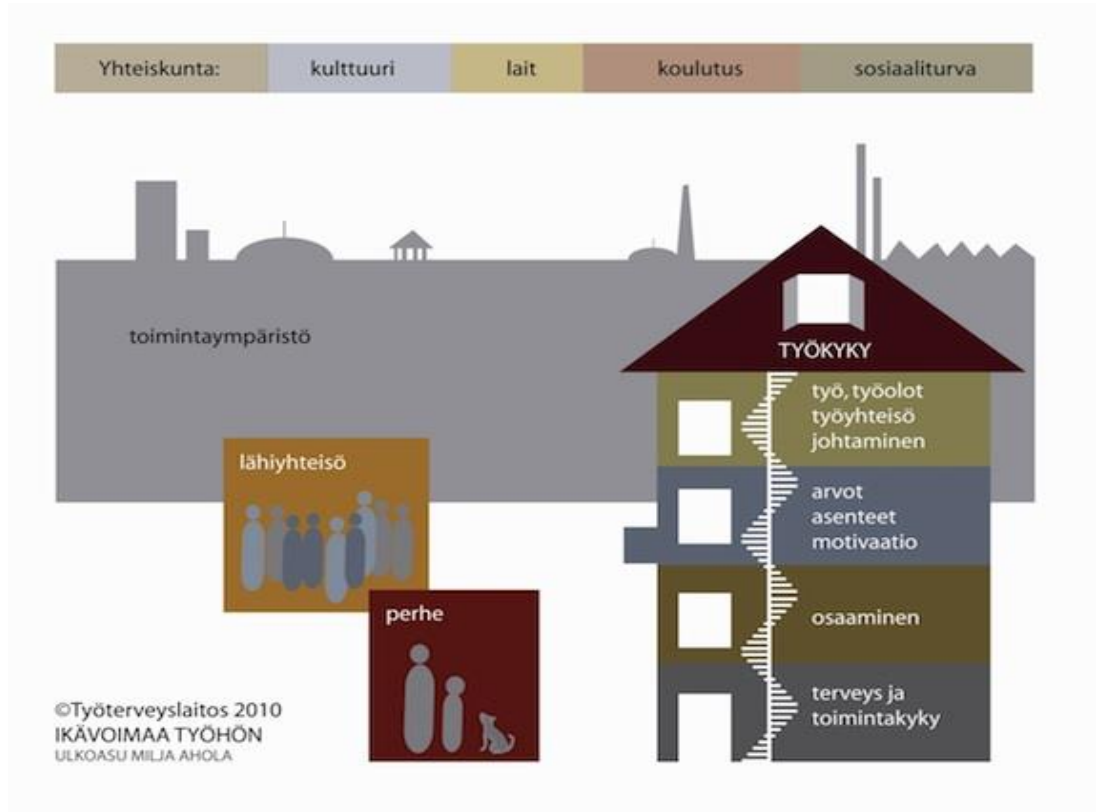 Yhteiskunta: kulttuuri lait koulutus sosiaaliturva
toimintaympäristö
TYÖKYKY
työ, työolot
työyhteisö
johtaminen
lähiyhteisö
arvot
asenteet
motivaatio
perhe
osaaminen
terveys ja
toimintakyky
©Työterveyslaitos 2010
IKÄVOIMAA TYÖHÖN
ULKOASU MILJA AHOLA